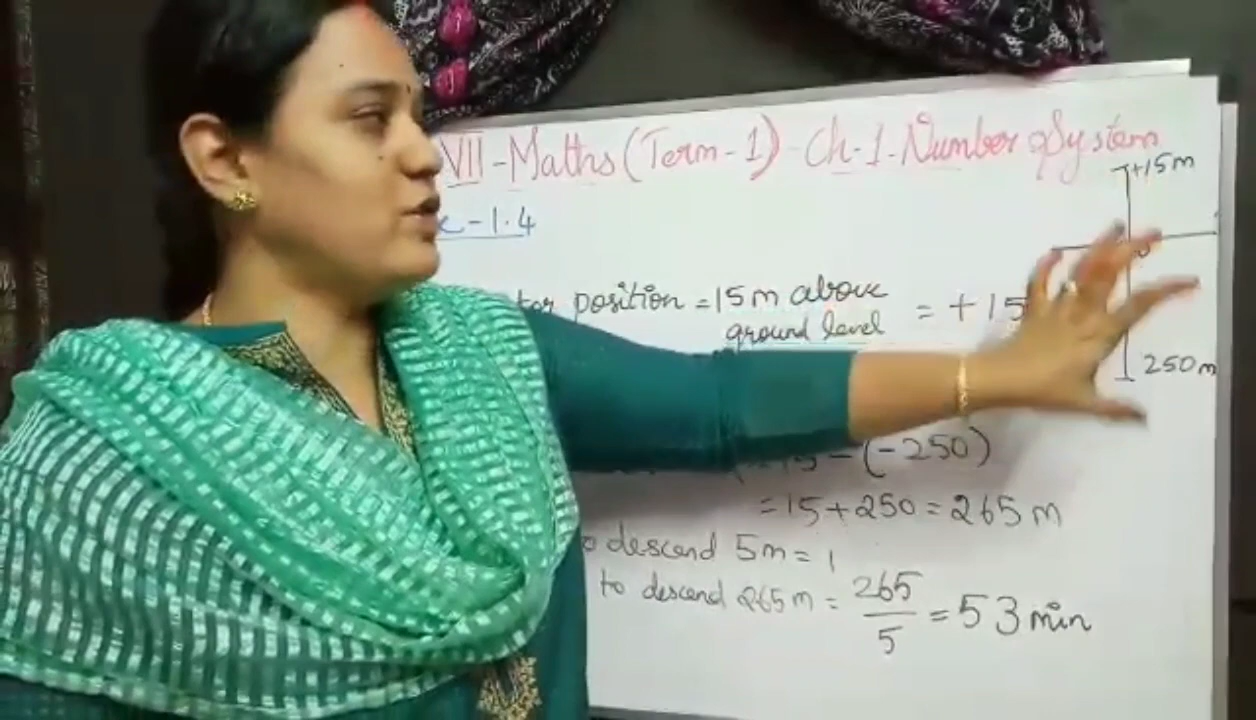 VII - Maths (Term - 1) - Ch-1. Number System
+15m
- 1.4
position = 15m above = +15
ground level
250m
- (-250)
= 15 + 250 = 265 m
descend 5m = 1
to descend 265m = 265/5 = 53 min